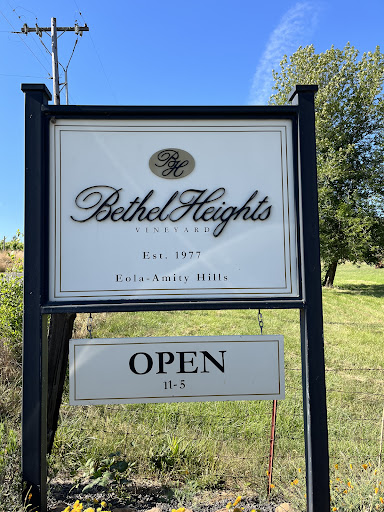 BH
Bethel Heights
VINEYARD
Est. 1977
Eola-Amity Hills
OPEN
11-5